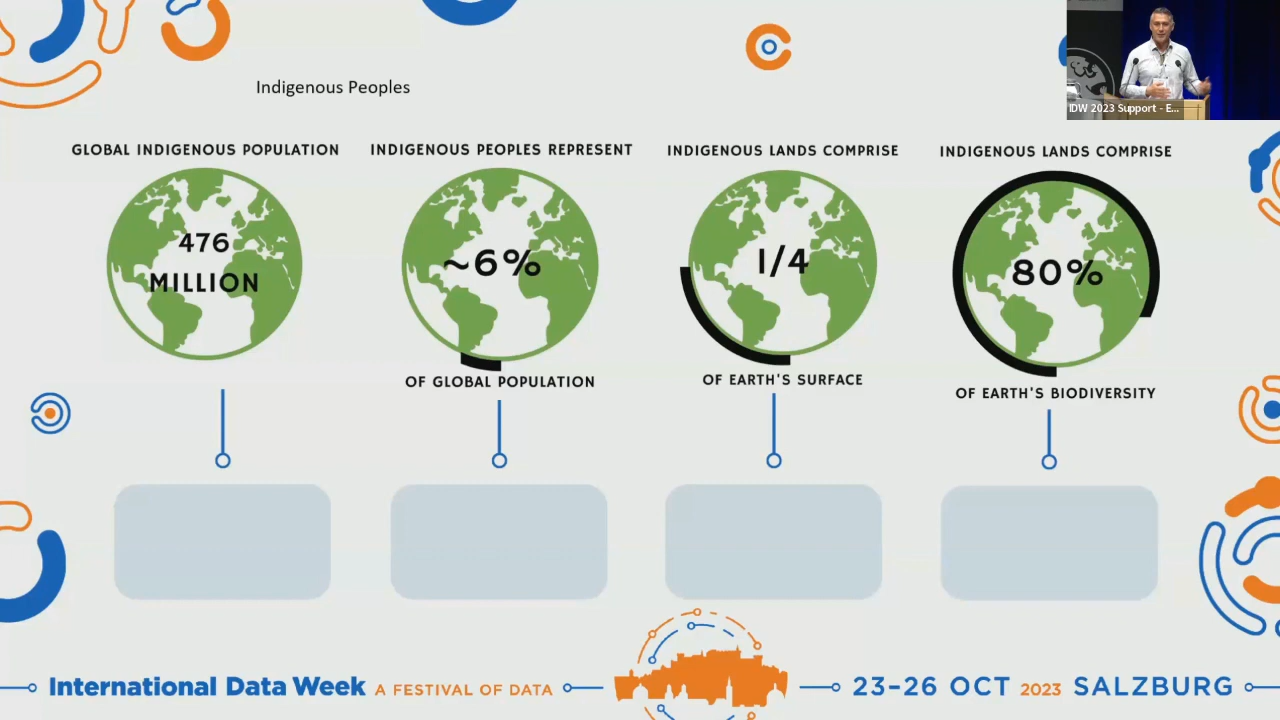 IDW 2023 Support - E...
Indigenous Peoples
GLOBAL INDIGENOUS POPULATION
476
MILLION
INDIGENOUS PEOPLES REPRESENT
~6%
OF GLOBAL POPULATION
INDIGENOUS LANDS COMPRISE
1/4
OF EARTH'S SURFACE
INDIGENOUS LANDS COMPRISE
80%
OF EARTH'S BIODIVERSITY
International Data Week A FESTIVAL OF DATA
23-26 OCT 2023 SALZBURG